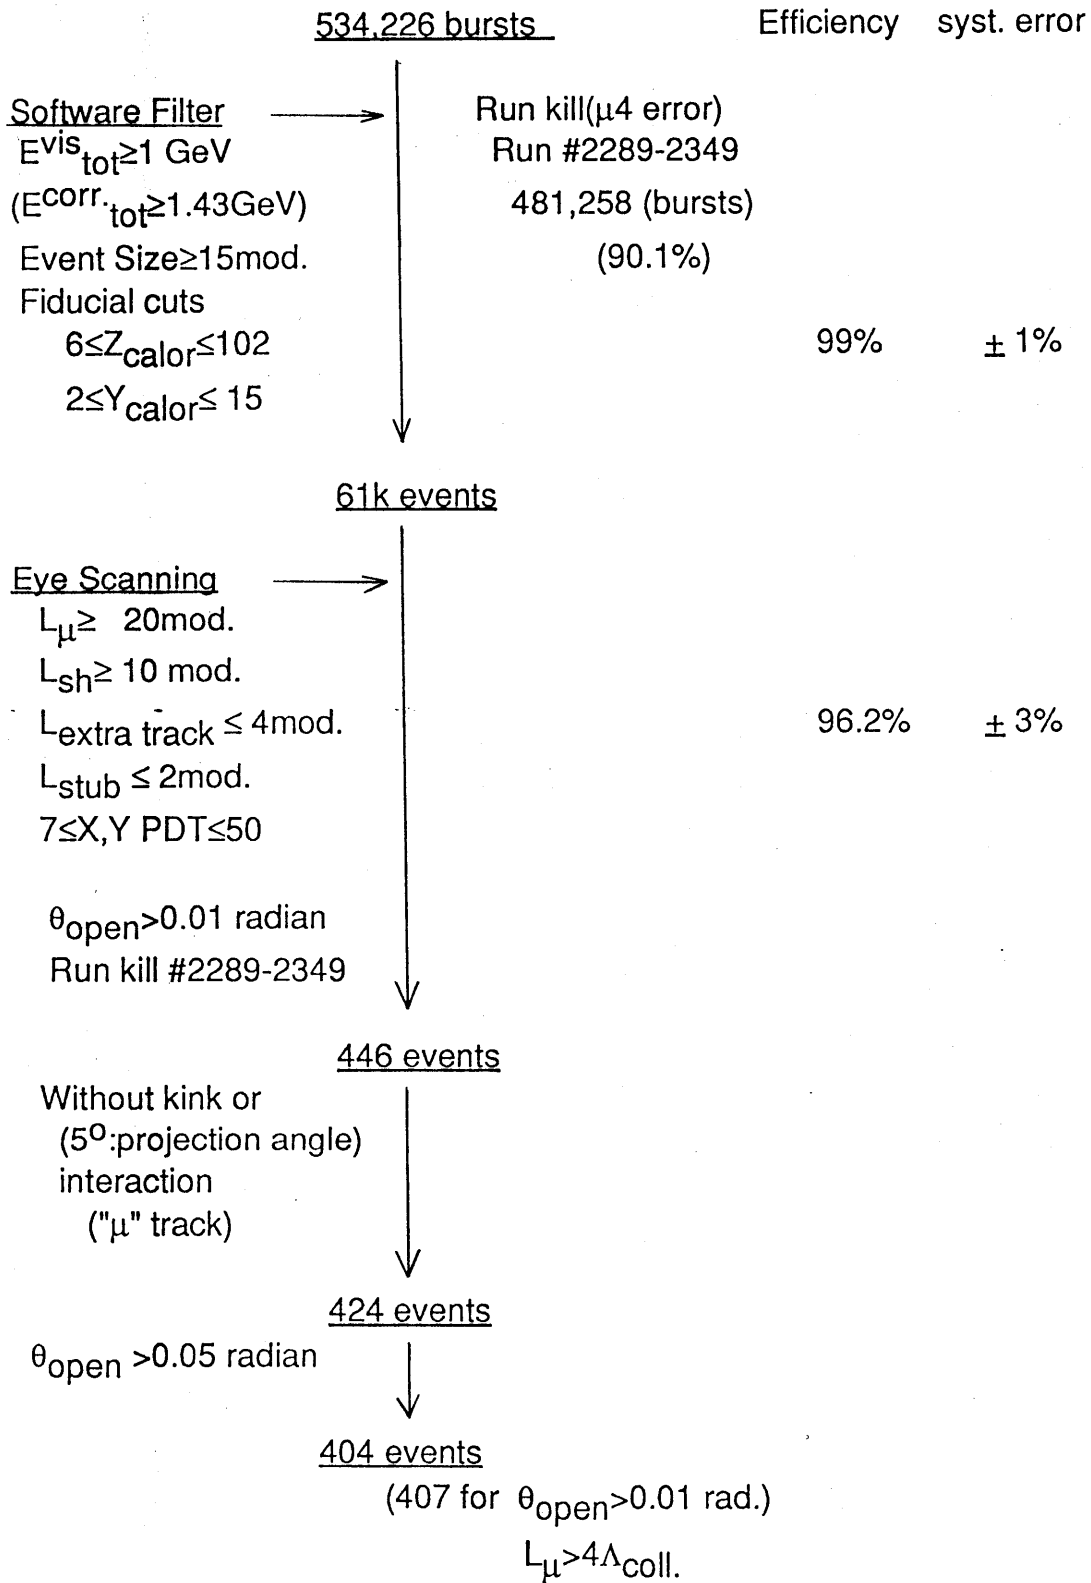 534,226 bursts Efficiency syst. error
Software Filter Run kill(μ4 error)
E^vis_tot≥1 GeV Run #2289-2349
(E^corr._tot≥1.43GeV) 481,258 (bursts)
Event Size≥15mod. (90.1%)
Fiducial cuts
6≤Z_calor≤102 99% ± 1%
2≤Y_calor≤ 15
61k events
Eye Scanning
L_μ≥ 20mod.
L_sh≥ 10 mod.
L_extra track ≤ 4mod. 96.2% ± 3%
L_stub ≤ 2mod.
7≤X,Y PDT≤50
θ_open>0.01 radian
Run kill #2289-2349
446 events
Without kink or
(5°:projection angle)
interaction
("μ" track)
424 events
θ_open >0.05 radian
404 events
(407 for θ_open>0.01 rad.)
L_μ>4Λ_coll.